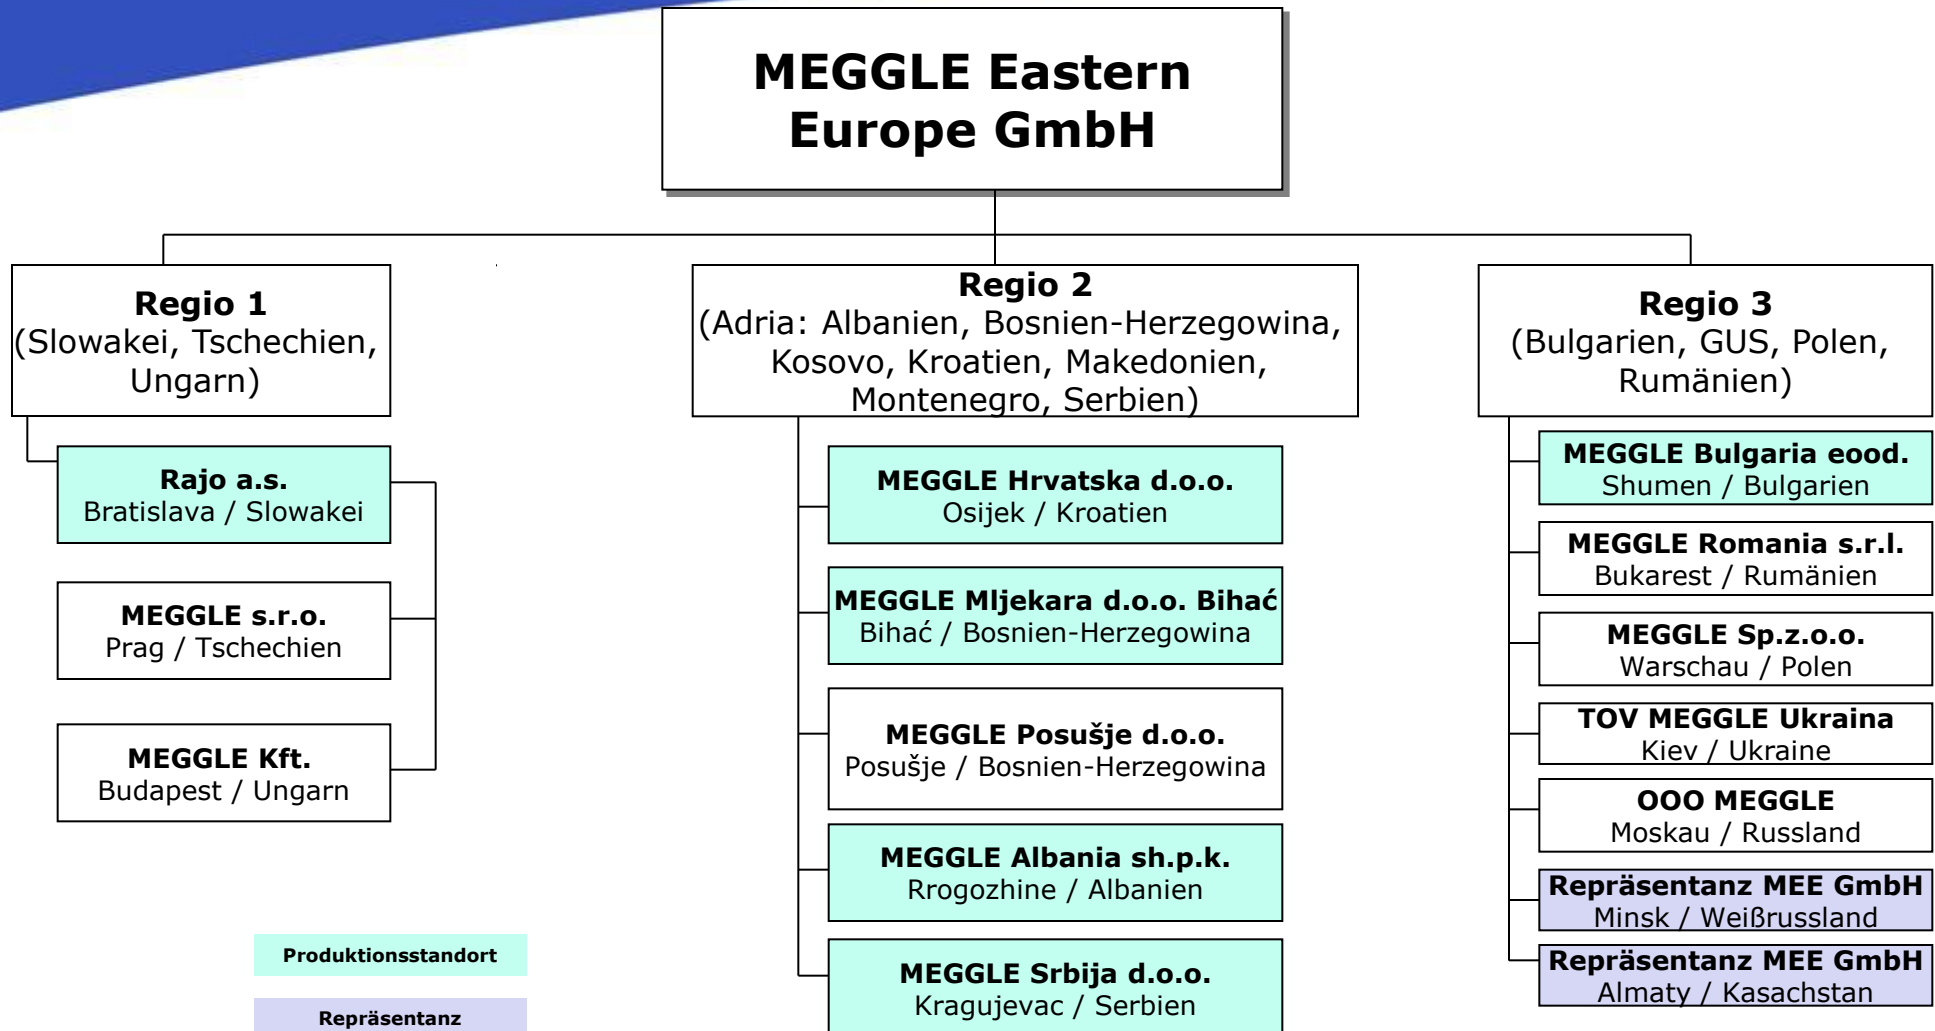 MEGGLE Eastern
Europe GmbH
Regio 1
(Slowakei, Tschechien,
Ungarn)
Rajo a.s.
Bratislava / Slowakei
MEGGLE s.r.o.
Prag / Tschechien
MEGGLE Kft.
Budapest / Ungarn
Regio 2
(Adria: Albanien, Bosnien-Herzegowina,
Kosovo, Kroatien, Makedonien,
Montenegro, Serbien)
MEGGLE Hrvatska d.o.o.
Osijek / Kroatien
MEGGLE Mljekara d.o.o. Bihać
Bihać / Bosnien-Herzegowina
MEGGLE Posušje d.o.o.
Posušje / Bosnien-Herzegowina
MEGGLE Albania sh.p.k.
Rrogozhine / Albanien
MEGGLE Srbija d.o.o.
Kragujevac / Serbien
Regio 3
(Bulgarien, GUS, Polen,
Rumänien)
MEGGLE Bulgaria eood.
Shumen / Bulgarien
MEGGLE Romania s.r.l.
Bukarest / Rumänien
MEGGLE Sp.z.o.o.
Warschau / Polen
TOV MEGGLE Ukraina
Kiev / Ukraine
OOO MEGGLE
Moskau / Russland
Repräsentanz MEE GmbH
Minsk / Weißrussland
Repräsentanz MEE GmbH
Almaty / Kasachstan
Produktionsstandort
Repräsentanz